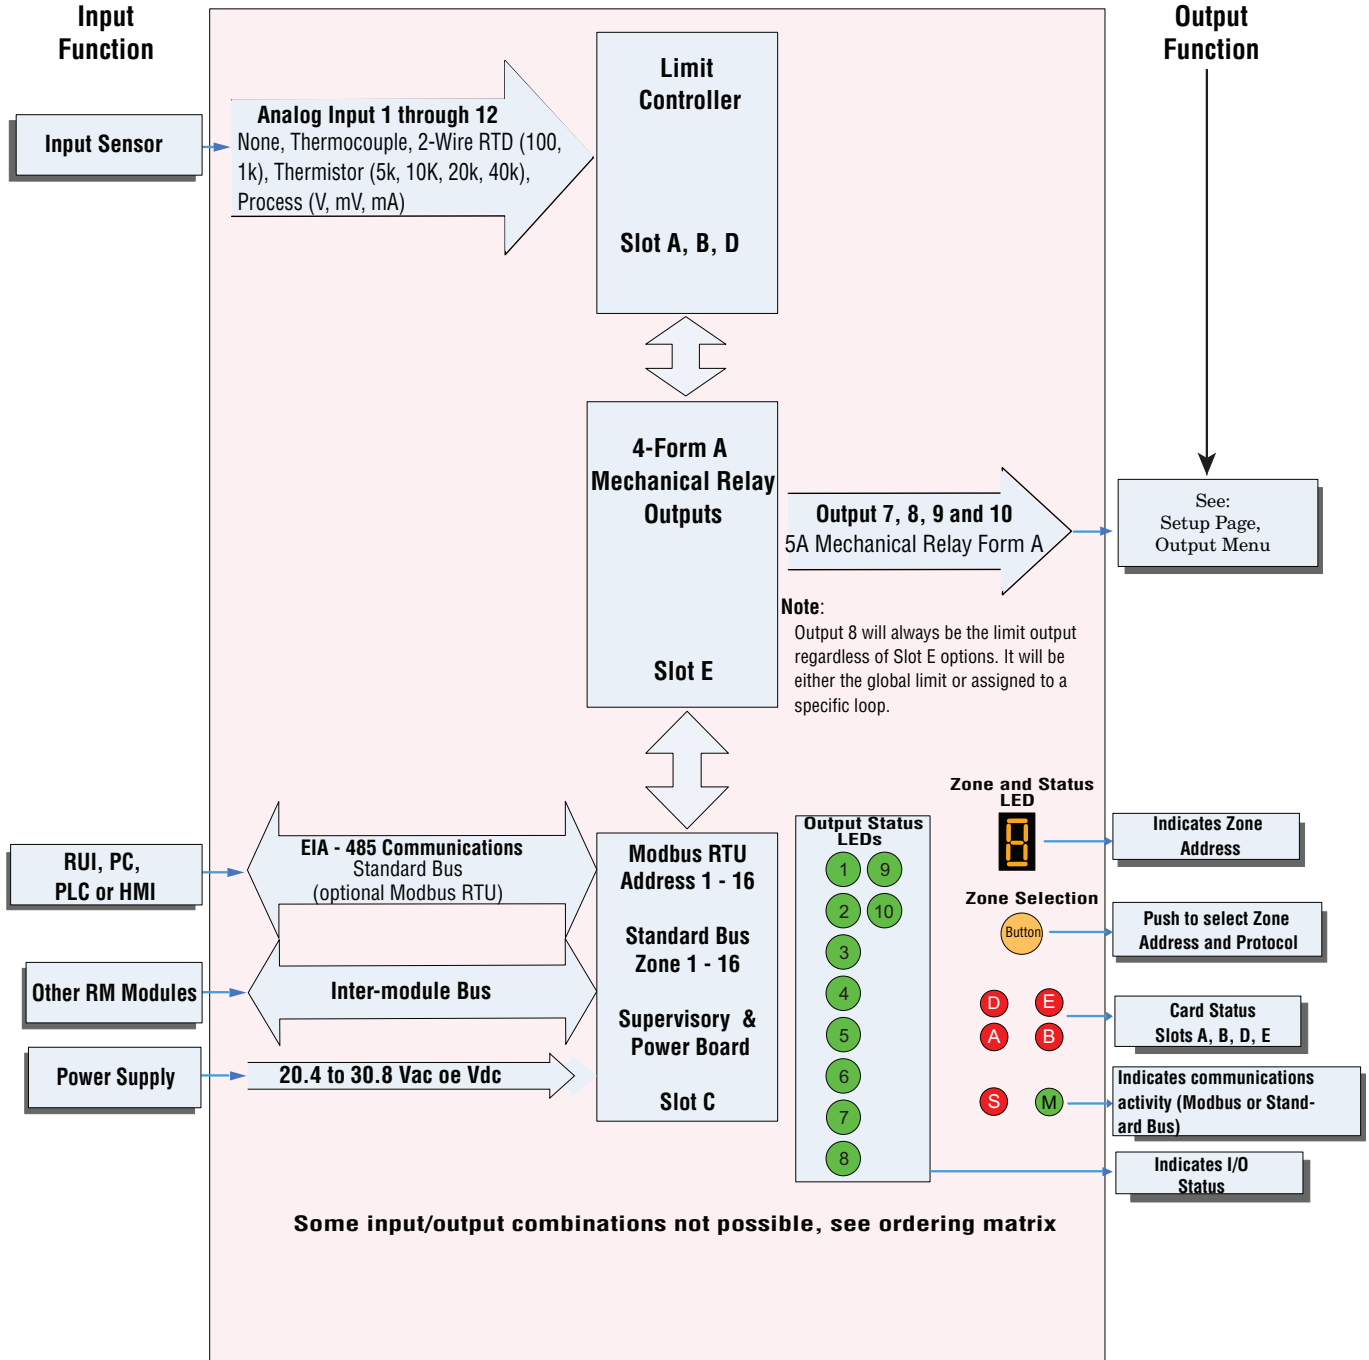 Input
Function
Output
Function
Limit
Controller
Slot A, B, D
Input Sensor
Analog Input 1 through 12
None, Thermocouple, 2-Wire RTD (100,
1k), Thermistor (5k, 10K, 20k, 40k),
Process (V, mV, mA)
4-Form A
Mechanical Relay
Outputs
Slot E
Output 7, 8, 9 and 10
5A Mechanical Relay Form A
See:
Setup Page,
Output Menu
Note:
Output 8 will always be the limit output
regardless of Slot E options. It will be
either the global limit or assigned to a
specific loop.
RUI, PC,
PLC or HMI
EIA - 485 Communications
Standard Bus
(optional Modbus RTU)
Other RM Modules
Inter-module Bus
Power Supply
20.4 to 30.8 Vac oe Vdc
Modbus RTU
Address 1 - 16
Standard Bus
Zone 1 - 16
Supervisory &
Power Board
Slot C
Output Status
LEDs
1 9
2 10
3
4
5
6
7
8
Zone and Status
LED
Indicates Zone
Address
Zone Selection
Button
Push to select Zone
Address and Protocol
D E
A B
Card Status
Slots A, B, D, E
S M
Indicates communications
activity (Modbus or Stand-
ard Bus)
Indicates I/O
Status
Some input/output combinations not possible, see ordering matrix